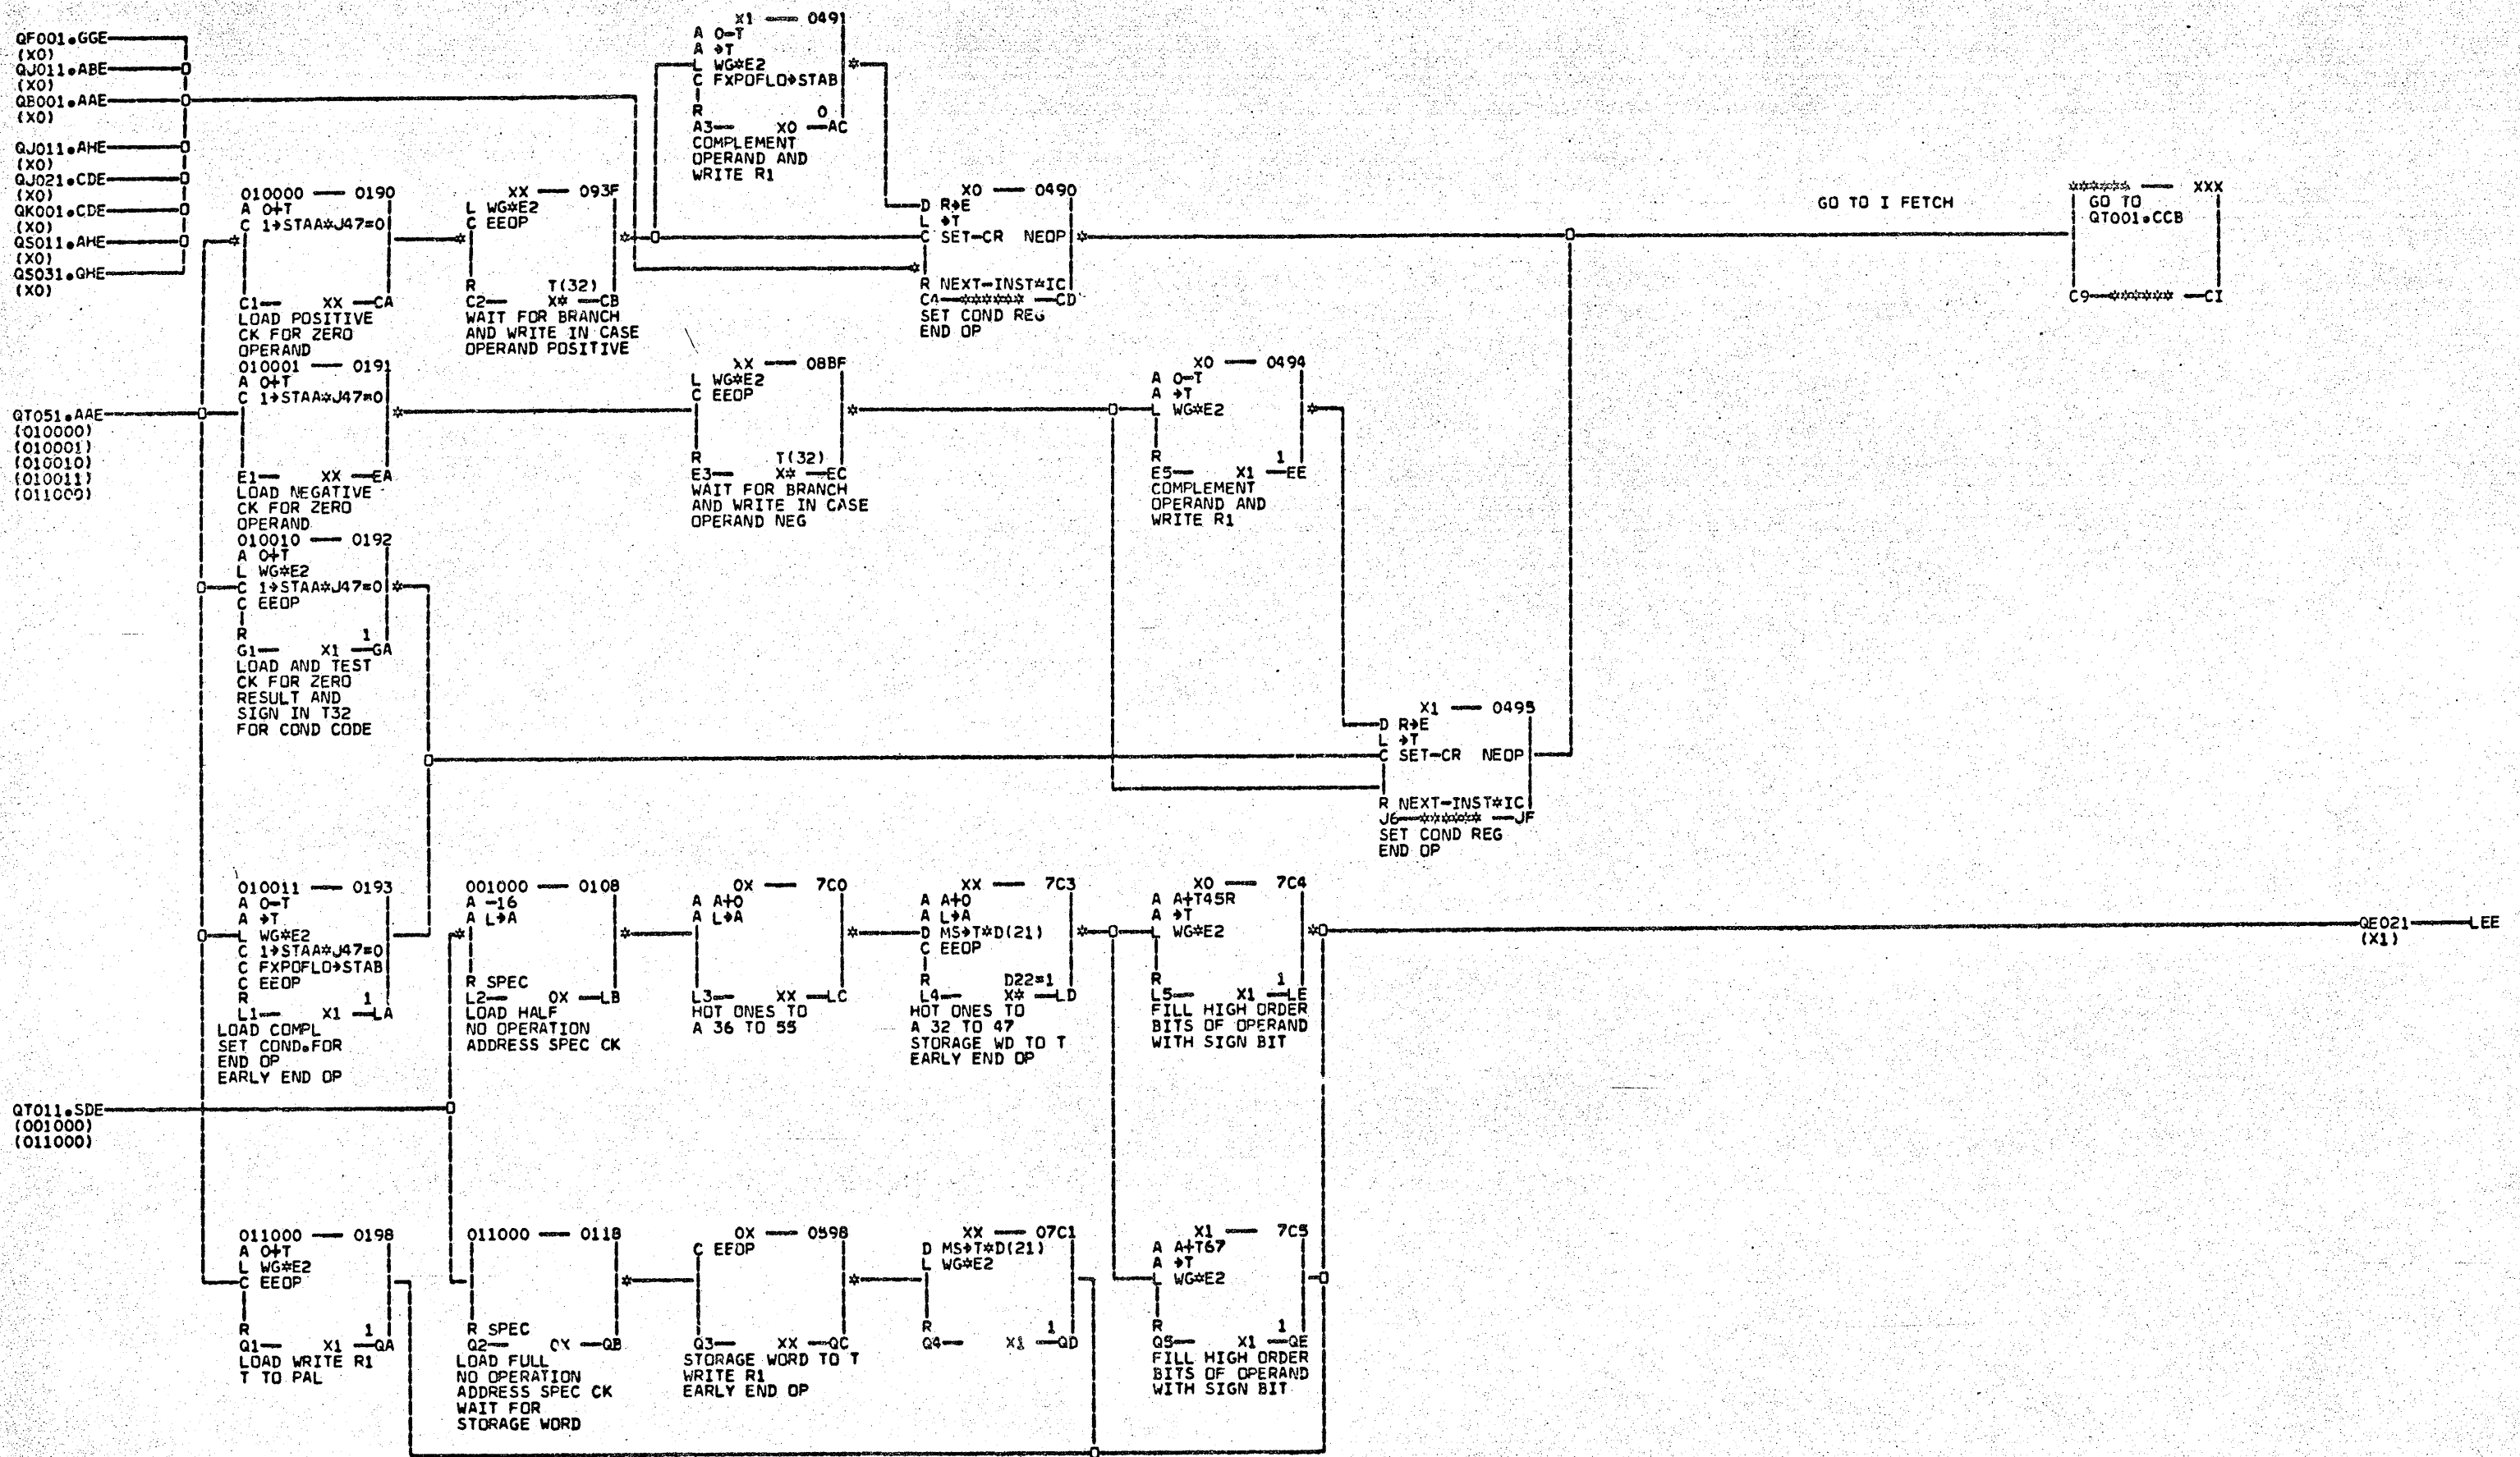 QF001.GGE
(X0)
QJ011.ABE
(X0)
QB001.AAE
(X0)
QJ011.AHE
(X0)
QJ021.CDE
(X0)
QK001.CDE
(X0)
QS011.AHE
(X0)
QS031.QHE
(X0)
X1 — 0491
A 0-T
A →T
L WG*E2
C FXPOFLO→STAB
R 0
A3— X0 —AC
COMPLEMENT
OPERAND AND
WRITE R1
010000 — 0190
A 0+T
C 1→STAA*J47=0
C1— XX —CA
LOAD POSITIVE
CK FOR ZERO
OPERAND
XX — 093F
L WG*E2
C EEOP
R T(32)
C2— X* —CB
WAIT FOR BRANCH
AND WRITE IN CASE
OPERAND POSITIVE
X0 — 0490
D R→E
L →T
C SET-CR NEOP
R NEXT-INST*IC
C4—******—CD
SET COND REG
END OP
GO TO I FETCH
****** — XXX
GO TO
QT001.CCB
C9—******—CI
QT051.AAE
(010000)
(010001)
(010010)
(010011)
(011000)
010001 — 0191
A 0+T
C 1→STAA*J47=0
E1— XX —EA
LOAD NEGATIVE
CK FOR ZERO
OPERAND
XX — 08BF
L WG*E2
C EEOP
R T(32)
E3— X* —EC
WAIT FOR BRANCH
AND WRITE IN CASE
OPERAND NEG
X0 — 0494
A 0-T
A →T
L WG*E2
R 1
E5— X1 —EE
COMPLEMENT
OPERAND AND
WRITE R1
010010 — 0192
A 0+T
L WG*E2
C 1→STAA*J47=0
C EEOP
R 1
G1— X1 —GA
LOAD AND TEST
CK FOR ZERO
RESULT AND
SIGN IN T32
FOR COND CODE
X1 — 0495
D R→E
L →T
C SET-CR NEOP
R NEXT-INST*IC
J6—******—JF
SET COND REG
END OP
010011 — 0193
A 0-T
A →T
L WG*E2
C 1→STAA*J47=0
C FXPOFLO→STAB
C EEOP
R 1
L1— X1 —LA
LOAD COMPL
SET COND.FOR
END OP
EARLY END OP
001000 — 0108
A -16
A L→A
R SPEC
L2— 0X —LB
LOAD HALF
NO OPERATION
ADDRESS SPEC CK
0X — 7C0
A A+0
A L→A
L3— XX —LC
HOT ONES TO
A 36 TO 55
XX — 7C3
A A+0
A L→A
D MS→T*D(21)
C EEOP
R D22=1
L4— X* —LD
HOT ONES TO
A 32 TO 47
STORAGE WD TO T
EARLY END OP
X0 — 7C4
A A+T45R
A →T
L WG*E2
R 1
L5— X1 —LE
FILL HIGH ORDER
BITS OF OPERAND
WITH SIGN BIT
QE021 — LEE
(X1)
QT011.SDE
(001000)
(011000)
011000 — 0198
A 0+T
L WG*E2
C EEOP
R 1
Q1— X1 —QA
LOAD WRITE R1
T TO PAL
011000 — 0118
R SPEC
Q2— 0X —QB
LOAD FULL
NO OPERATION
ADDRESS SPEC CK
WAIT FOR
STORAGE WORD
0X — 0598
C EEOP
Q3— XX —QC
STORAGE WORD TO T
WRITE R1
EARLY END OP
XX — 07C1
D MS→T*D(21)
L WG*E2
R 1
Q4— X1 —QD
X1 — 7C5
A A+T67
A →T
L WG*E2
R 1
Q5— X1 —QE
FILL HIGH ORDER
BITS OF OPERAND
WITH SIGN BIT